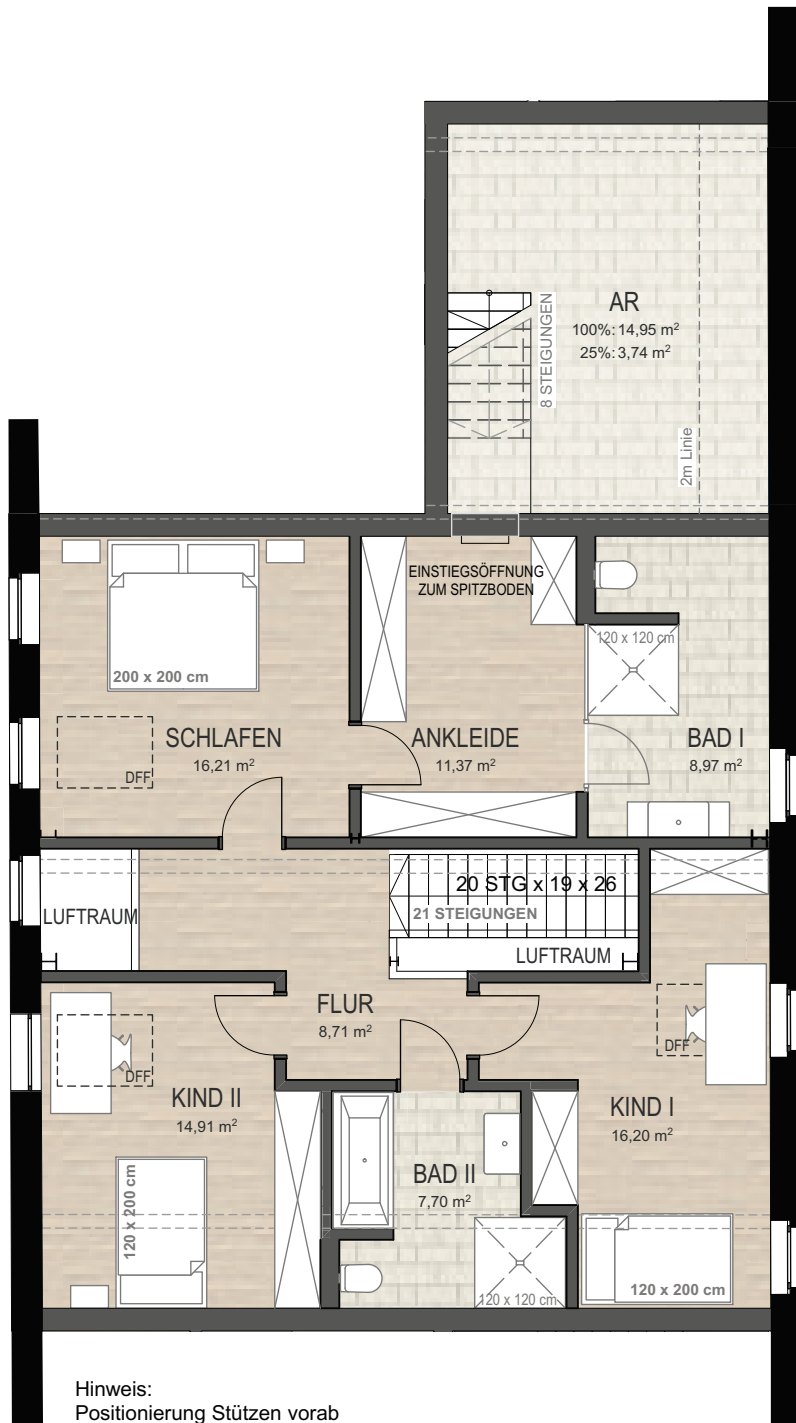 AR
100%: 14,95 m²
25%: 3,74 m²
8 STEIGUNGEN
2m Linie
EINSTIEGSÖFFNUNG
ZUM SPITZBODEN
120 x 120 cm
200 x 200 cm
SCHLAFEN
16,21 m²
DFF
ANKLEIDE
11,37 m²
BAD I
8,97 m²
20 STG x 19 x 26
21 STEIGUNGEN
LUFTRAUM
LUFTRAUM
FLUR
8,71 m²
DFF
DFF
KIND II
14,91 m²
KIND I
16,20 m²
BAD II
7,70 m²
120 x 200 cm
120 x 200 cm
120 x 120 cm
Hinweis:
Positionierung Stützen vorab